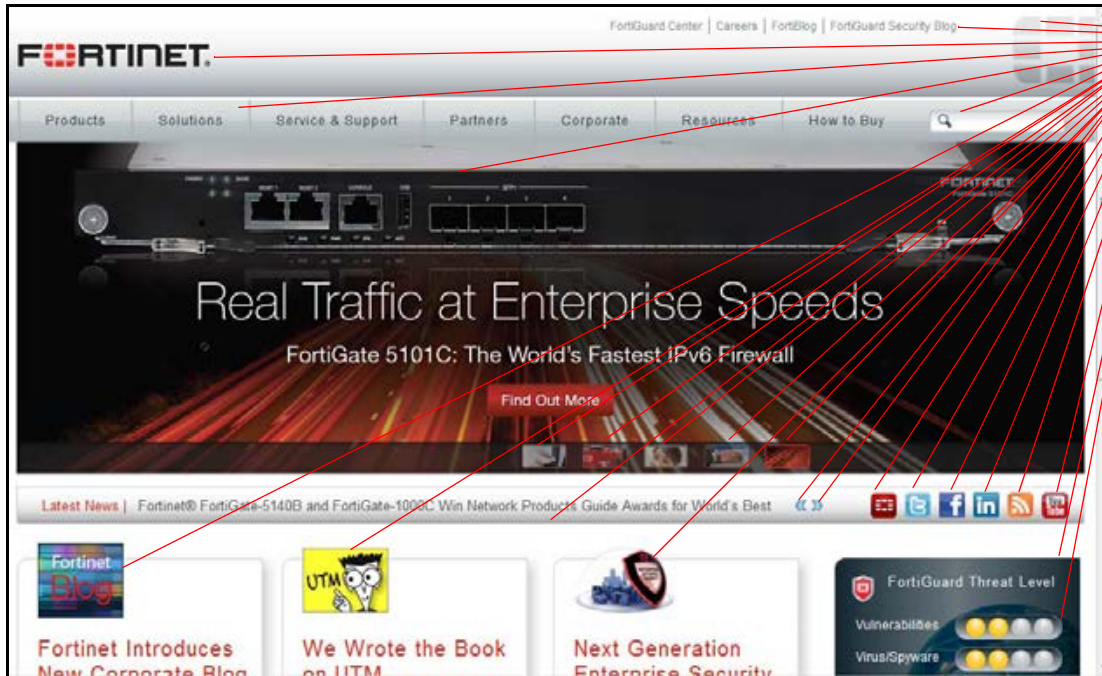 FortiGuard Center | Careers | FortiBlog | FortiGuard Security Blog
FORTINET
Products Solutions Service & Support Partners Corporate Resources How to Buy
FORTINET
Real Traffic at Enterprise Speeds
FortiGate 5101C: The World's Fastest IPv6 Firewall
Find Out More
Latest News | Fortinet® FortiGate-5140B and FortiGate-1000C Win Network Products Guide Awards for World's Best
Fortinet
Blog
UTM
FortiGuard Threat Level
Vulnerabilities
Virus/Spyware
Fortinet Introduces
New Corporate Blog
We Wrote the Book
on UTM
Next Generation
Enterprise Security